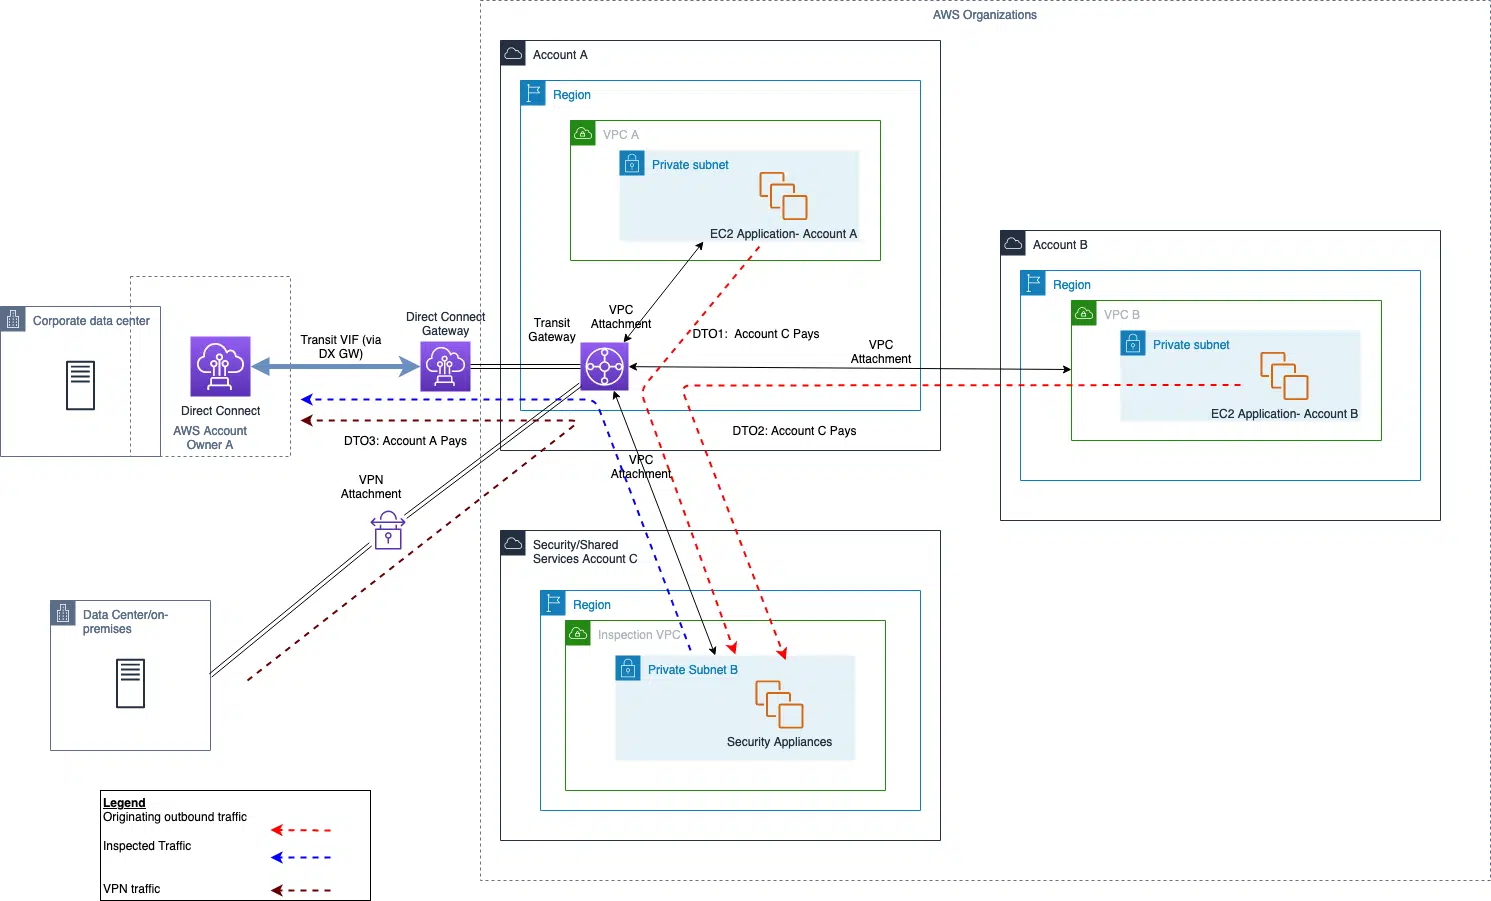 AWS Organizations
Account A
Region
VPC A
Private subnet
EC2 Application- Account A
Account B
Region
VPC B
Private subnet
EC2 Application- Account B
Corporate data center
Direct Connect
AWS Account
Owner A
Transit VIF (via
DX GW)
Direct Connect
Gateway
Transit
Gateway
VPC
Attachment
DTO1:  Account C Pays
VPC
Attachment
DTO2: Account C Pays
DTO3: Account A Pays
VPC
Attachment
VPN
Attachment
Security/Shared
Services Account C
Region
Inspection VPC
Private Subnet B
Security Appliances
Data Center/on-
premises
Legend
Originating outbound traffic
Inspected Traffic
VPN traffic